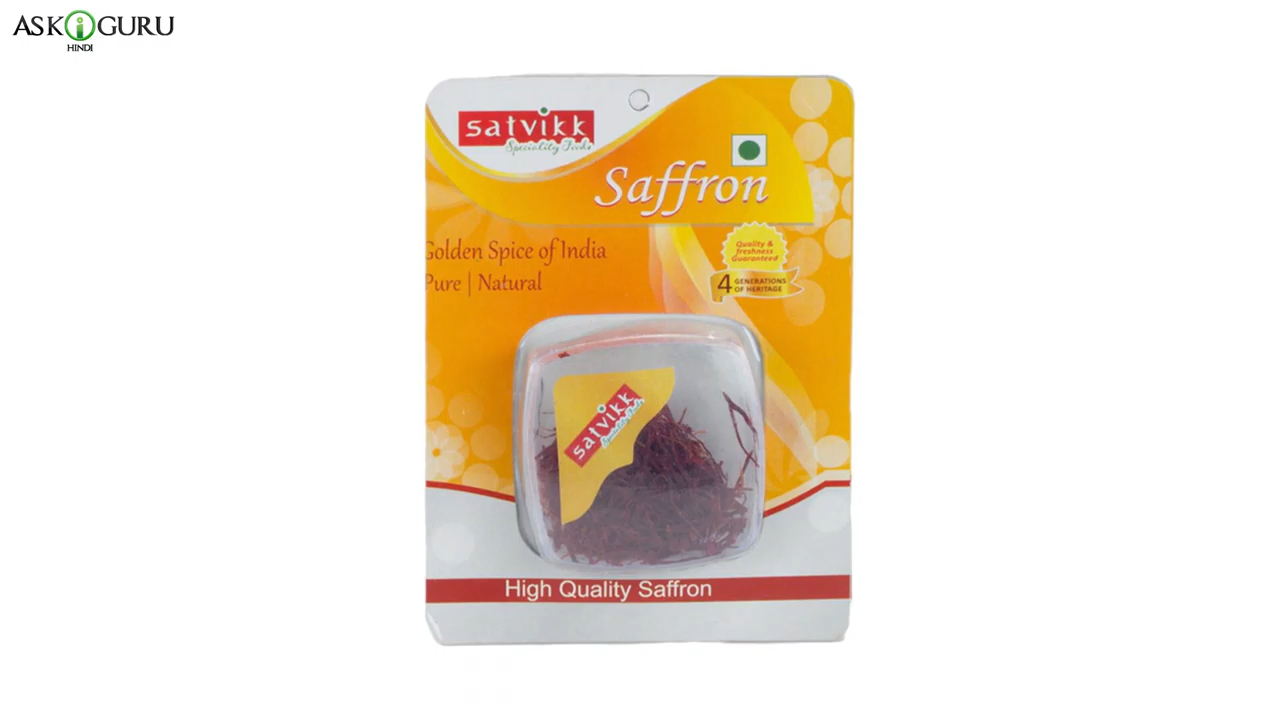 ASK i GURU
HINDI
satvikk
Speciality Foods
Saffron
Golden Spice of India
Pure | Natural
Quality &
freshness
Guaranteed
4 GENERATIONS
OF HERITAGE
satvikk
Speciality Foods
High Quality Saffron